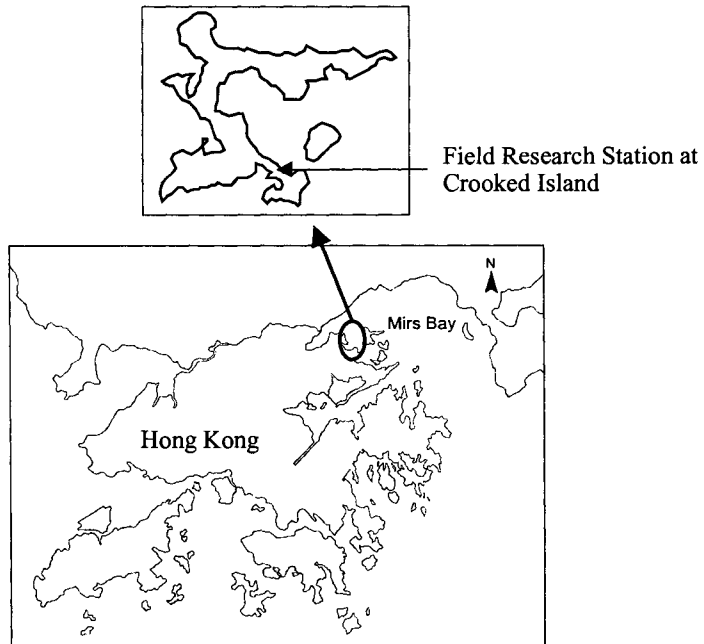 Field Research Station at
Crooked Island
N
Mirs Bay
Hong Kong